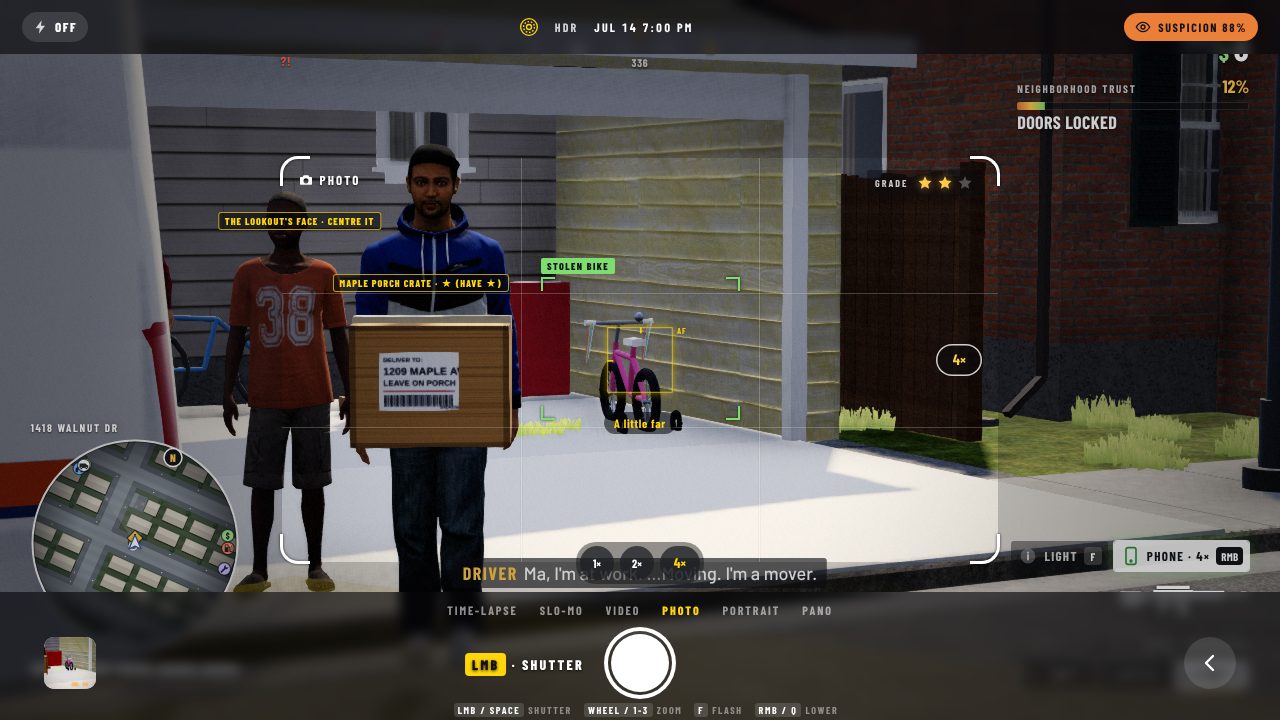 OFF
HDR JUL 14 7:00 PM
SUSPICION 88%
?!
336
$ 0
NEIGHBORHOOD TRUST 12%
DOORS LOCKED
PHOTO
GRADE
THE LOOKOUT'S FACE · CENTRE IT
STOLEN BIKE
MAPLE PORCH CRATE · ★ (HAVE ★)
38
AF
DELIVER TO:
1209 MAPLE AV
LEAVE ON PORCH
4×
A little far
1418 WALNUT DR
N
$
LIGHT F
PHONE · 4× RMB
1× 2× 4×
DRIVER Ma, I'm at work. ...Moving. I'm a mover.
TIME-LAPSE SLO-MO VIDEO PHOTO PORTRAIT PANO
LMB · SHUTTER
LMB / SPACE SHUTTER WHEEL / 1-3 ZOOM F FLASH RMB / Q LOWER